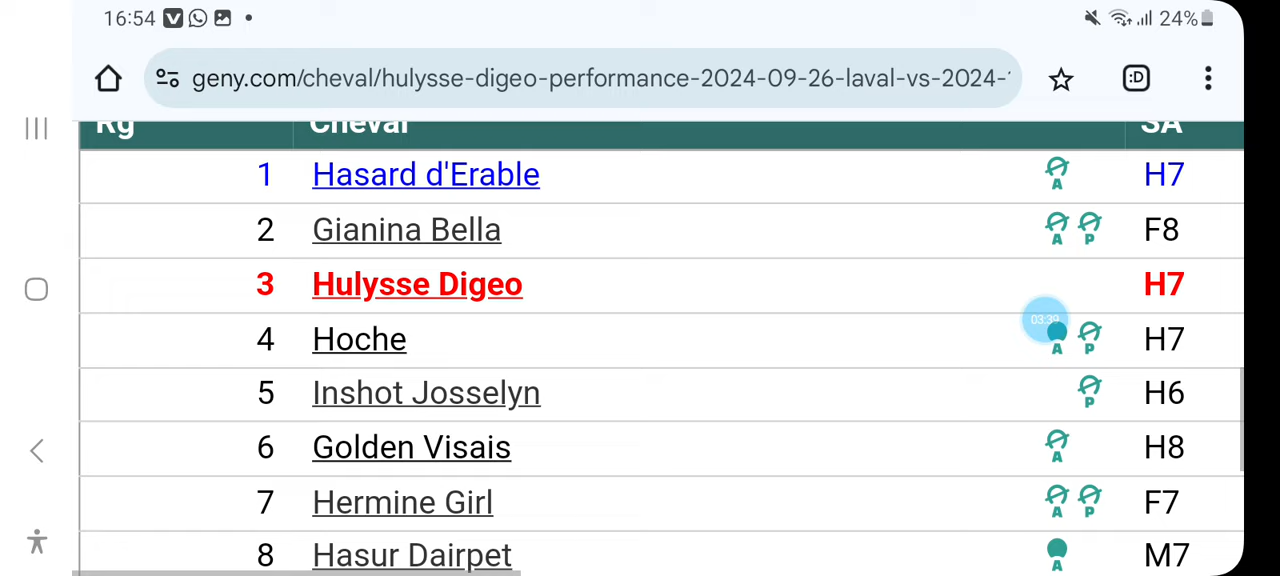 16:54 24%
geny.com/cheval/hulysse-digeo-performance-2024-09-26-laval-vs-2024-
Rg Cheval SA
1 Hasard d'Erable A H7
2 Gianina Bella A P F8
3 Hulysse Digeo H7
03:39
4 Hoche A P H7
5 Inshot Josselyn P H6
6 Golden Visais A H8
7 Hermine Girl A P F7
8 Hasur Dairpet A M7